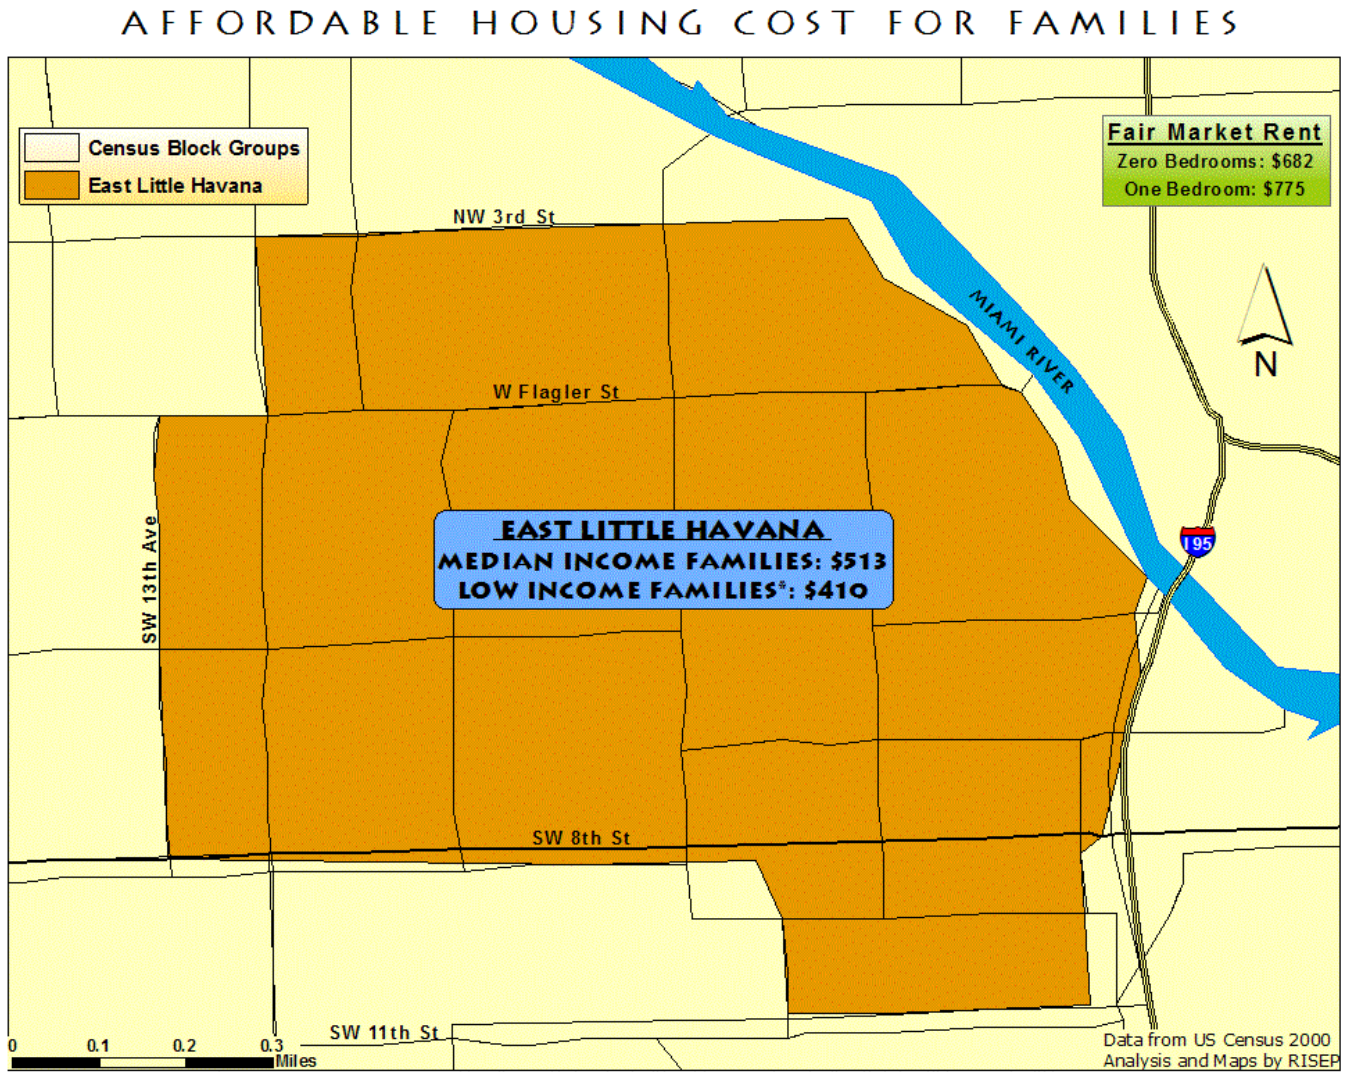 AFFORDABLE HOUSING COST FOR FAMILIES
Census Block Groups
East Little Havana
Fair Market Rent
Zero Bedrooms: $682
One Bedroom: $775
NW 3rd St
MIAMI RIVER
N
W Flagler St
SW 13th Ave
EAST LITTLE HAVANA
MEDIAN INCOME FAMILIES: $513
LOW INCOME FAMILIES*: $410
I 95
SW 8th St
SW 11th St
0 0.1 0.2 0.3
Miles
Data from US Census 2000
Analysis and Maps by RISEP